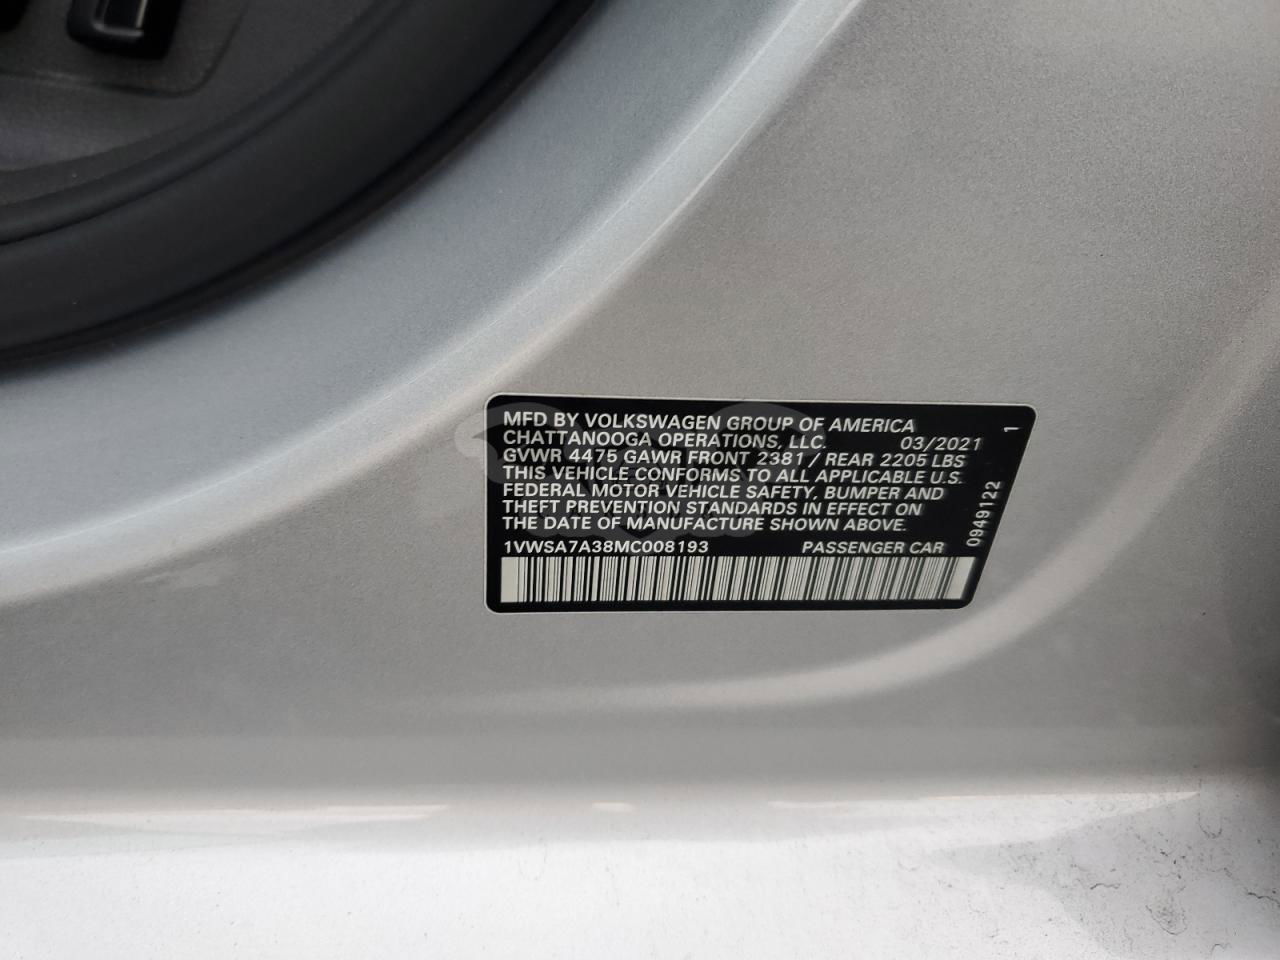 MFD BY VOLKSWAGEN GROUP OF AMERICA
CHATTANOOGA OPERATIONS, LLC. 03/2021 1
GVWR 4475 GAWR FRONT 2381 / REAR 2205 LBS
THIS VEHICLE CONFORMS TO ALL APPLICABLE U.S.
FEDERAL MOTOR VEHICLE SAFETY, BUMPER AND
THEFT PREVENTION STANDARDS IN EFFECT ON
THE DATE OF MANUFACTURE SHOWN ABOVE.
1VWSA7A38MC008193 PASSENGER CAR
0949122